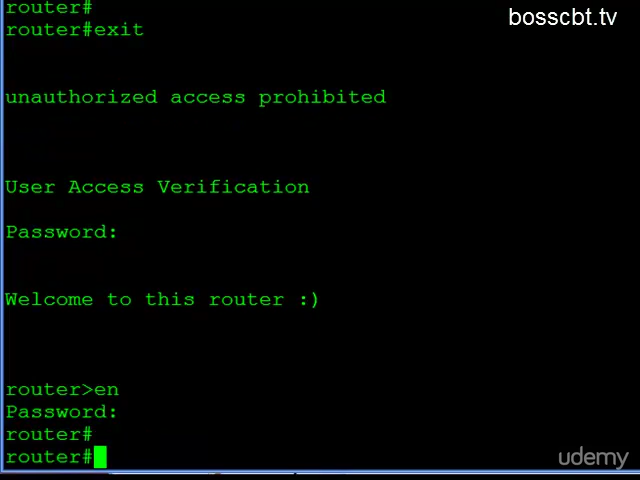 router#
bosscbt.tv
router#exit
unauthorized access prohibited
User Access Verification
Password:
Welcome to this router :)
router>en
Password:
router#
router#
udemy